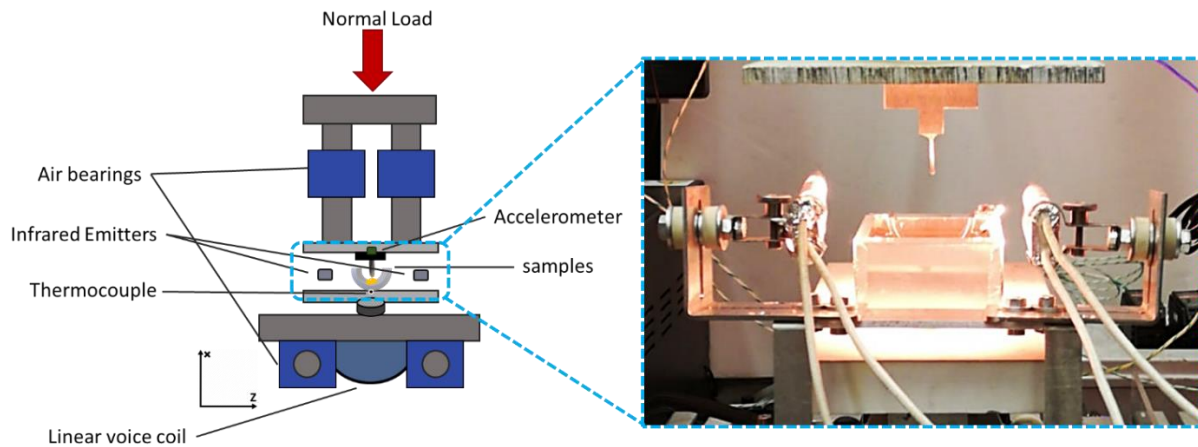 Normal Load
Air bearings
Accelerometer
Infrared Emitters
samples
Thermocouple
x
z
Linear voice coil